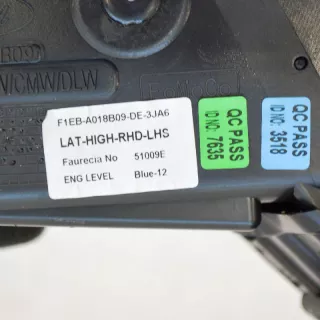 /CMW/DLW
F1EB-A018B09-DE-3JA6
LAT-HIGH-RHD-LHS
Faurecia No 51009E
ENG LEVEL Blue-12
QC PASS
ID NO: 7635
QC PASS
ID NO: 3518